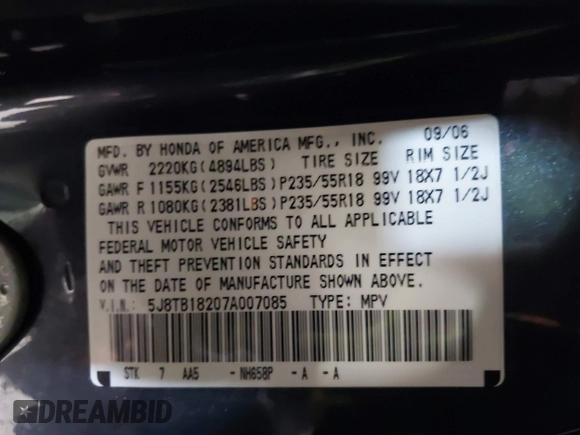 MFD. BY HONDA OF AMERICA MFG., INC. 09/06
GVWR 2220KG(4894LBS) TIRE SIZE RIM SIZE
GAWR F 1155KG(2546LBS)P235/55R18 99V 18X7 1/2J
GAWR R 1080KG(2381LBS)P235/55R18 99V 18X7 1/2J
THIS VEHICLE CONFORMS TO ALL APPLICABLE
FEDERAL MOTOR VEHICLE SAFETY
AND THEFT PREVENTION STANDARDS IN EFFECT
ON THE DATE OF MANUFACTURE SHOWN ABOVE.
V.I.N.: 5J8TB18207A007085 TYPE: MPV
STK 7 AA5 -NH658P -A -A
DREAMBID